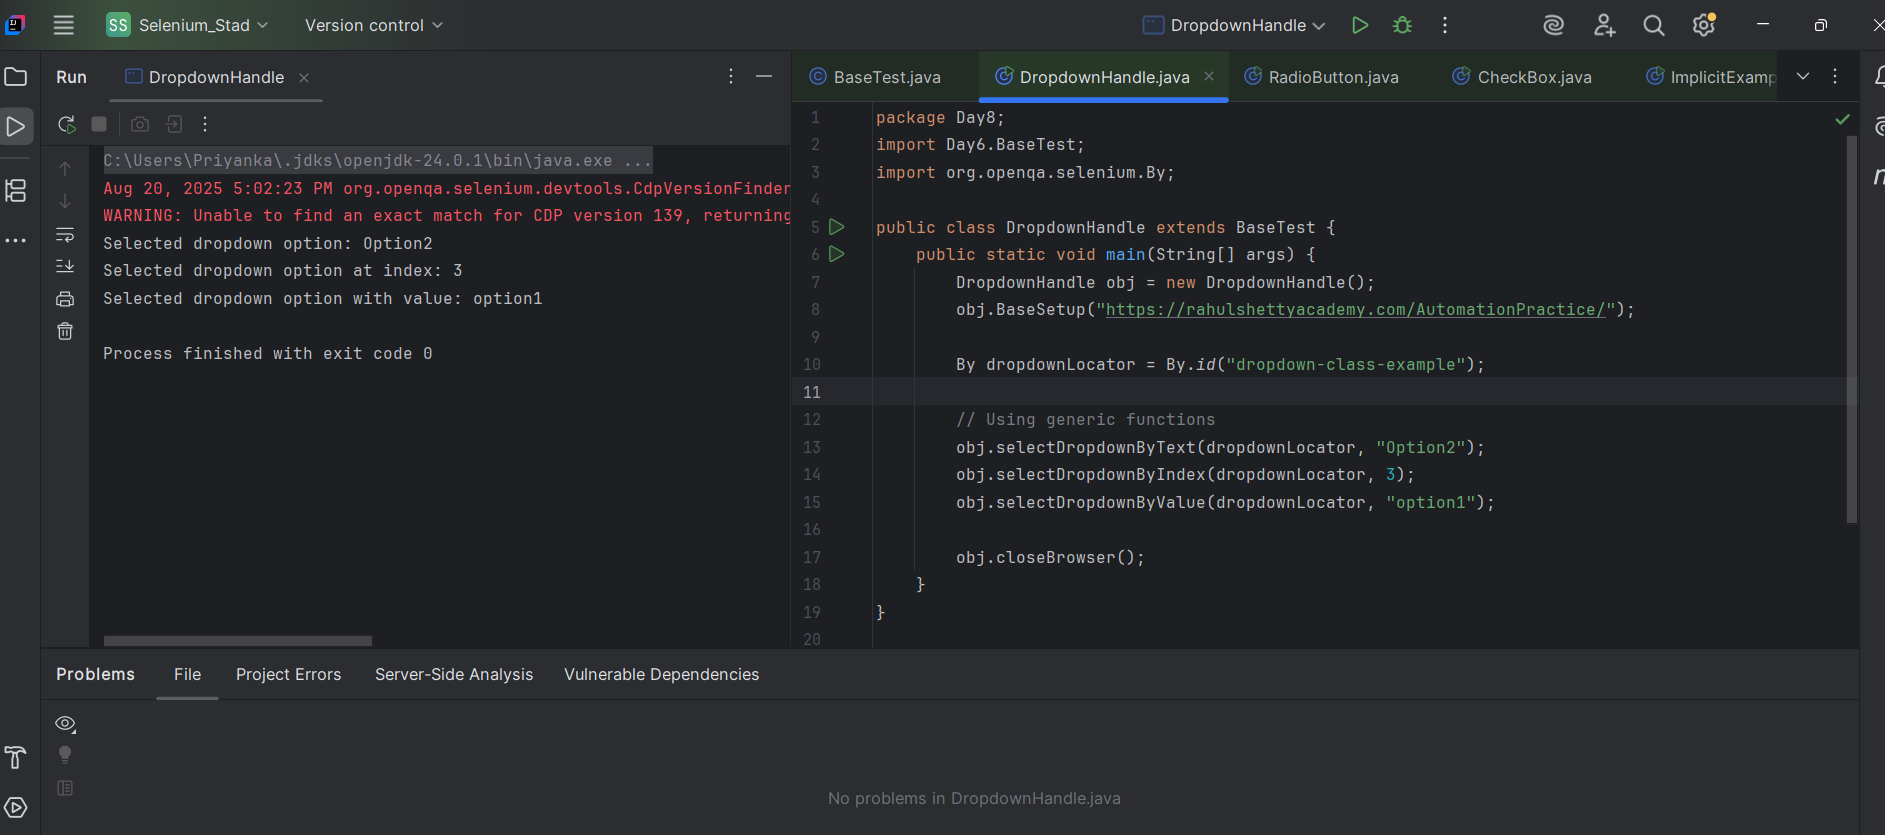 SS Selenium_Stad Version control DropdownHandle
Run DropdownHandle
C:\Users\Priyanka\.jdks\openjdk-24.0.1\bin\java.exe ...
Aug 20, 2025 5:02:23 PM org.openqa.selenium.devtools.CdpVersionFinder
WARNING: Unable to find an exact match for CDP version 139, returning
Selected dropdown option: Option2
Selected dropdown option at index: 3
Selected dropdown option with value: option1
Process finished with exit code 0
BaseTest.java DropdownHandle.java RadioButton.java CheckBox.java ImplicitExamp
1 package Day8;
2 import Day6.BaseTest;
3 import org.openqa.selenium.By;
4
5 public class DropdownHandle extends BaseTest {
6 public static void main(String[] args) {
7 DropdownHandle obj = new DropdownHandle();
8 obj.BaseSetup("https://rahulshettyacademy.com/AutomationPractice/");
9
10 By dropdownLocator = By.id("dropdown-class-example");
11
12 // Using generic functions
13 obj.selectDropdownByText(dropdownLocator, "Option2");
14 obj.selectDropdownByIndex(dropdownLocator, 3);
15 obj.selectDropdownByValue(dropdownLocator, "option1");
16
17 obj.closeBrowser();
18 }
19 }
20
Problems File Project Errors Server-Side Analysis Vulnerable Dependencies
No problems in DropdownHandle.java